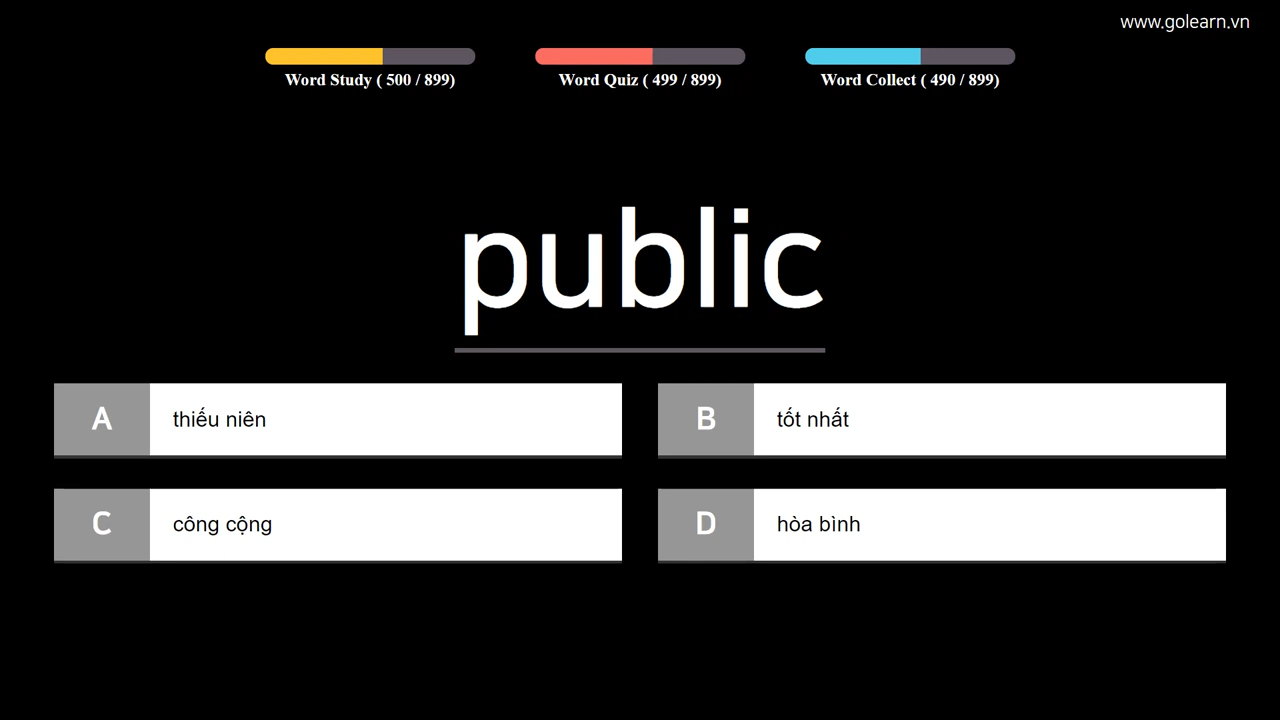 www.golearn.vn
Word Study ( 500 / 899)
Word Quiz ( 499 / 899)
Word Collect ( 490 / 899)
public
A thiếu niên
B tốt nhất
C công cộng
D hòa bình